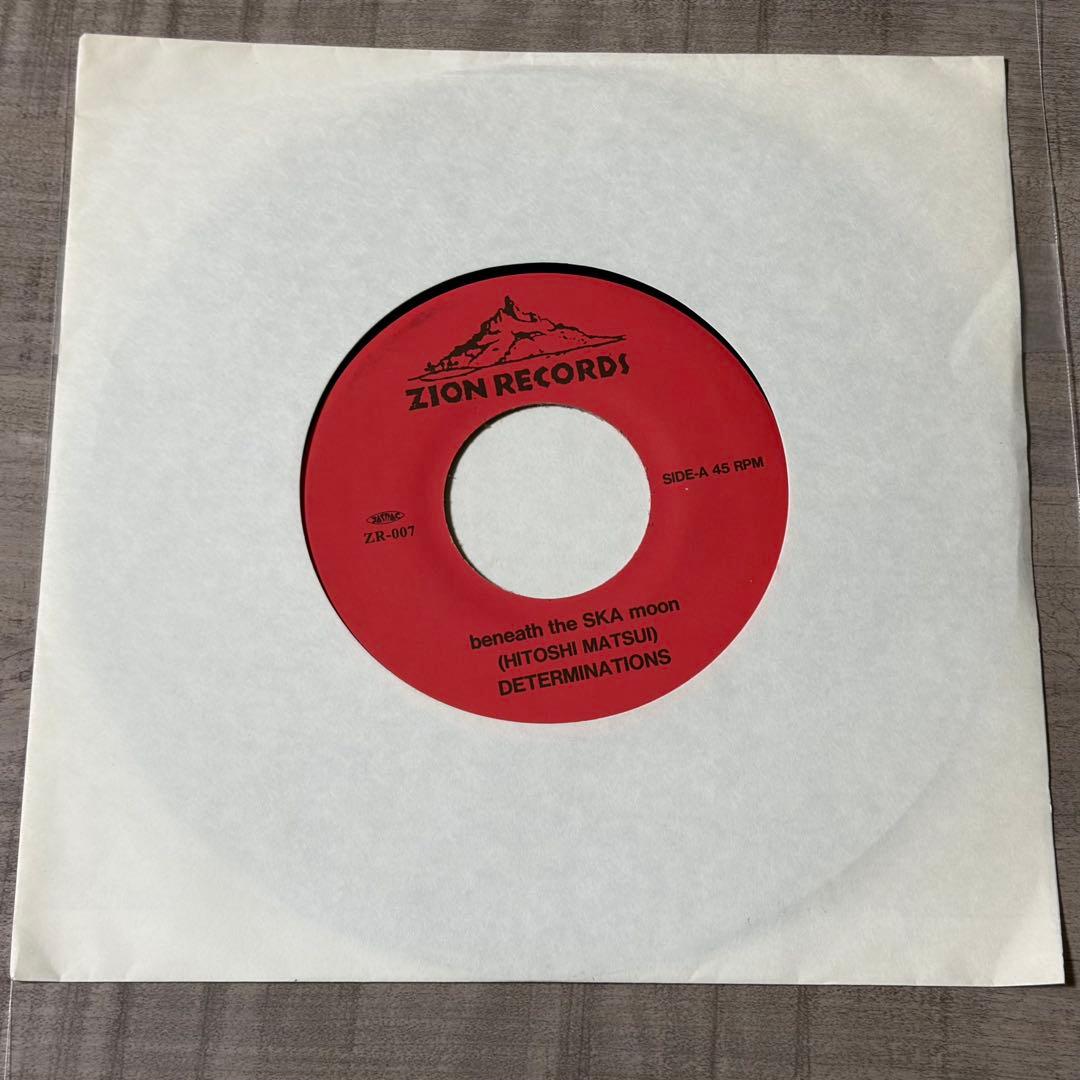 ZION RECORDS
SIDE-A 45 RPM
ZR-007
beneath the SKA moon
(HITOSHI MATSUI)
DETERMINATIONS